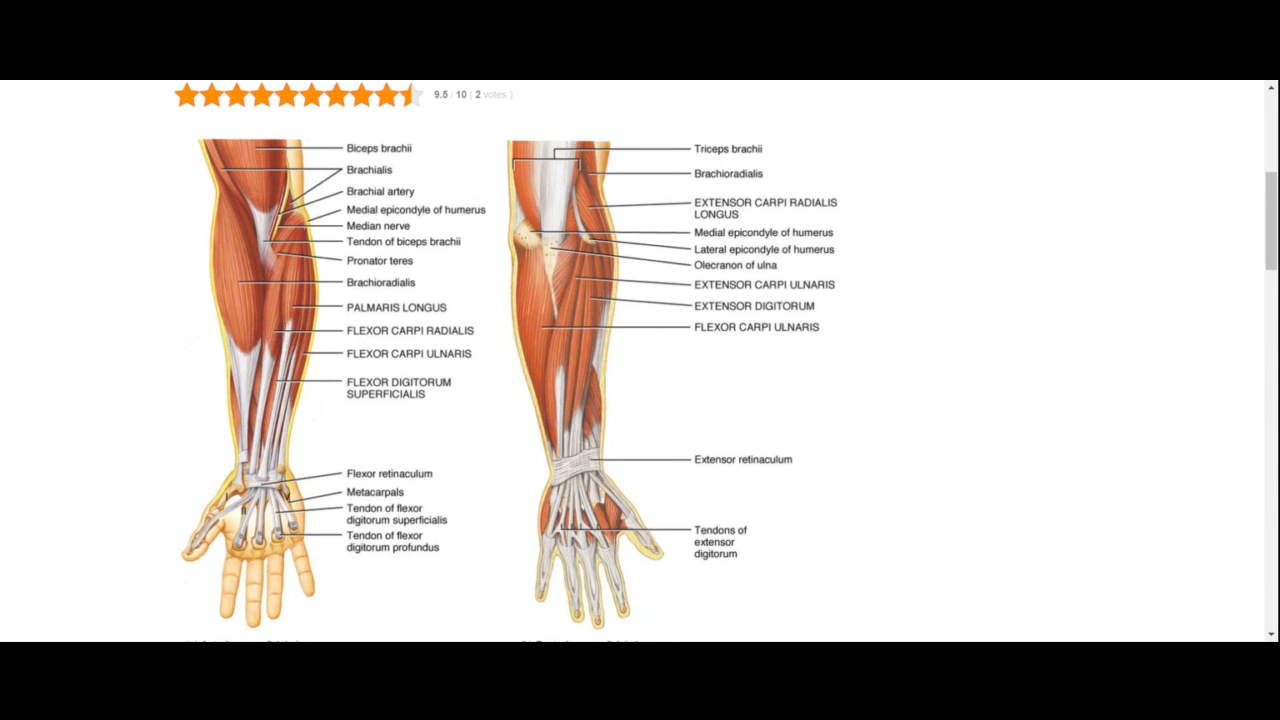 9.5 / 10 ( 2 votes )
Biceps brachii
Brachialis
Brachial artery
Medial epicondyle of humerus
Median nerve
Tendon of biceps brachii
Pronator teres
Brachioradialis
PALMARIS LONGUS
FLEXOR CARPI RADIALIS
FLEXOR CARPI ULNARIS
FLEXOR DIGITORUM
SUPERFICIALIS
Flexor retinaculum
Metacarpals
Tendon of flexor
digitorum superficialis
Tendon of flexor
digitorum profundus
Triceps brachii
Brachioradialis
EXTENSOR CARPI RADIALIS
LONGUS
Medial epicondyle of humerus
Lateral epicondyle of humerus
Olecranon of ulna
EXTENSOR CARPI ULNARIS
EXTENSOR DIGITORUM
FLEXOR CARPI ULNARIS
Extensor retinaculum
Tendons of
extensor
digitorum